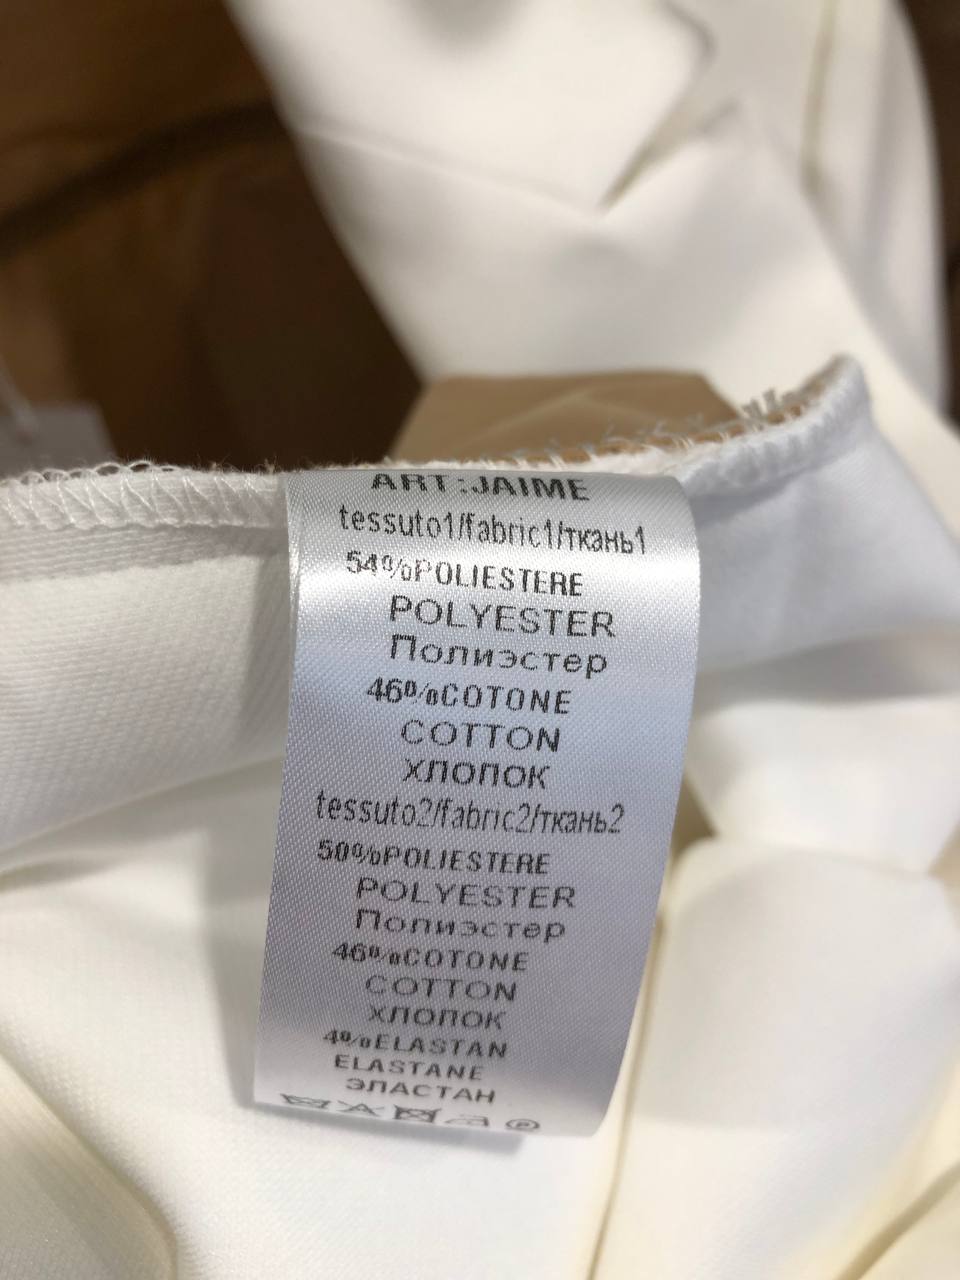 ART:JAIME
tessuto1/fabric1/ткань1
54%POLIESTERE
POLYESTER
Полиэстер
46%COTONE
COTTON
ХЛОПОК
tessuto2/fabric2/ткань2
50%POLIESTERE
POLYESTER
Полиэстер
46%COTONE
COTTON
ХЛОПОК
4%ELASTAN
ELASTANE
ЭЛАСТАН